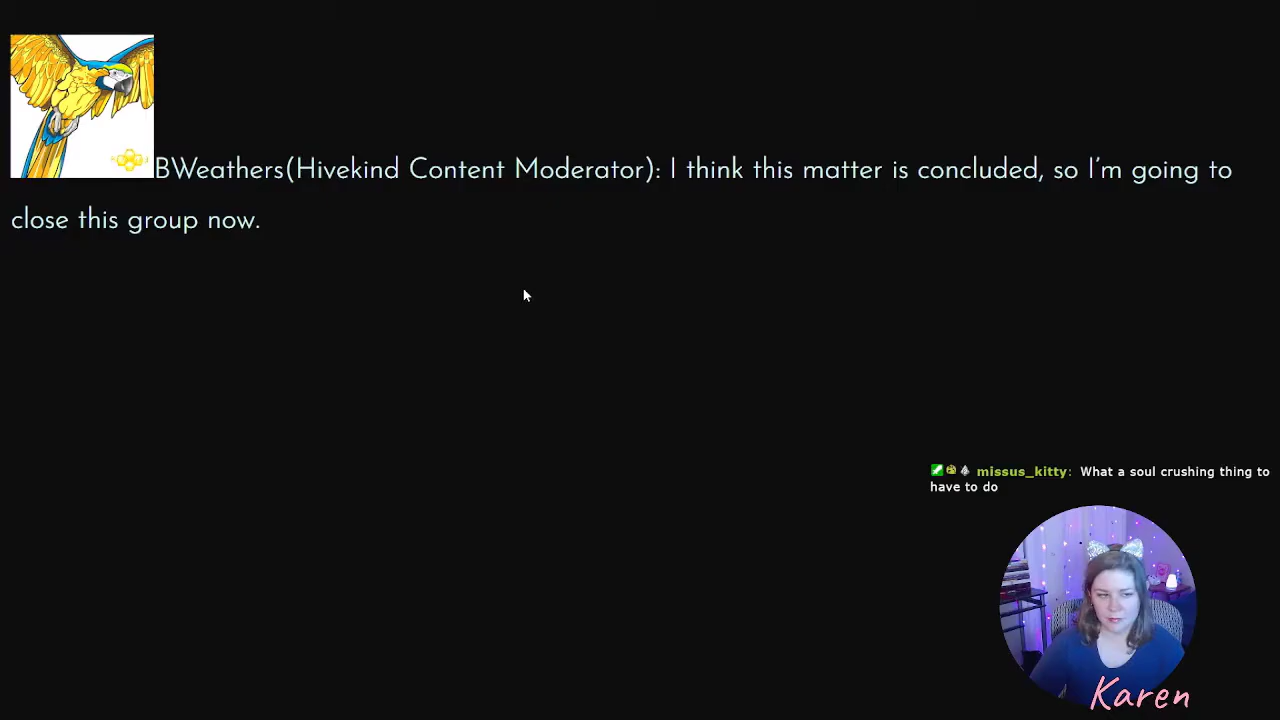 BWeathers(Hivekind Content Moderator): I think this matter is concluded, so I'm going to
close this group now.
missus_kitty: What a soul crushing thing to
have to do
Karen